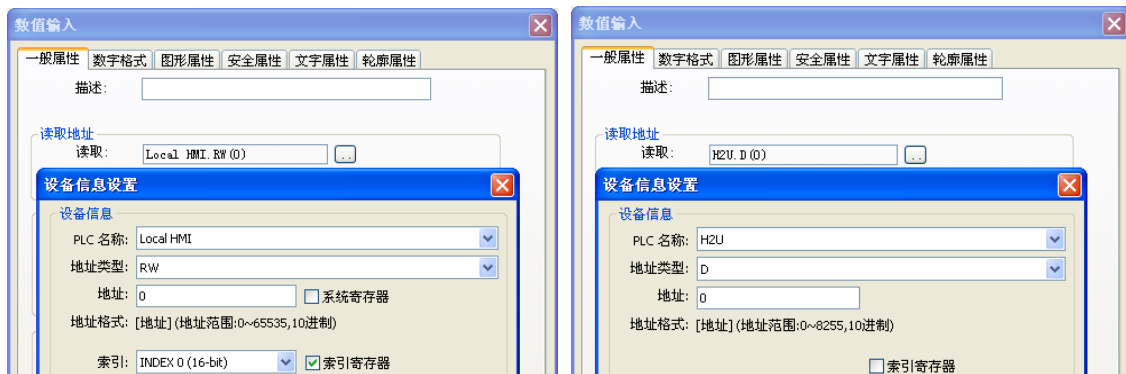 数值输入
一般属性 数字格式 图形属性 安全属性 文字属性 轮廓属性
描述:
读取地址
读取: Local HMI.RW(0) ..
设备信息设置
设备信息
PLC 名称: Local HMI
地址类型: RW
地址: 0 系统寄存器
地址格式: [地址] (地址范围:0~65535,10进制)
索引: INDEX 0 (16-bit) 索引寄存器
数值输入
一般属性 数字格式 图形属性 安全属性 文字属性 轮廓属性
描述:
读取地址
读取: H2U.D(0) ..
设备信息设置
设备信息
PLC 名称: H2U
地址类型: D
地址: 0
地址格式: [地址] (地址范围:0~8255,10进制)
索引寄存器